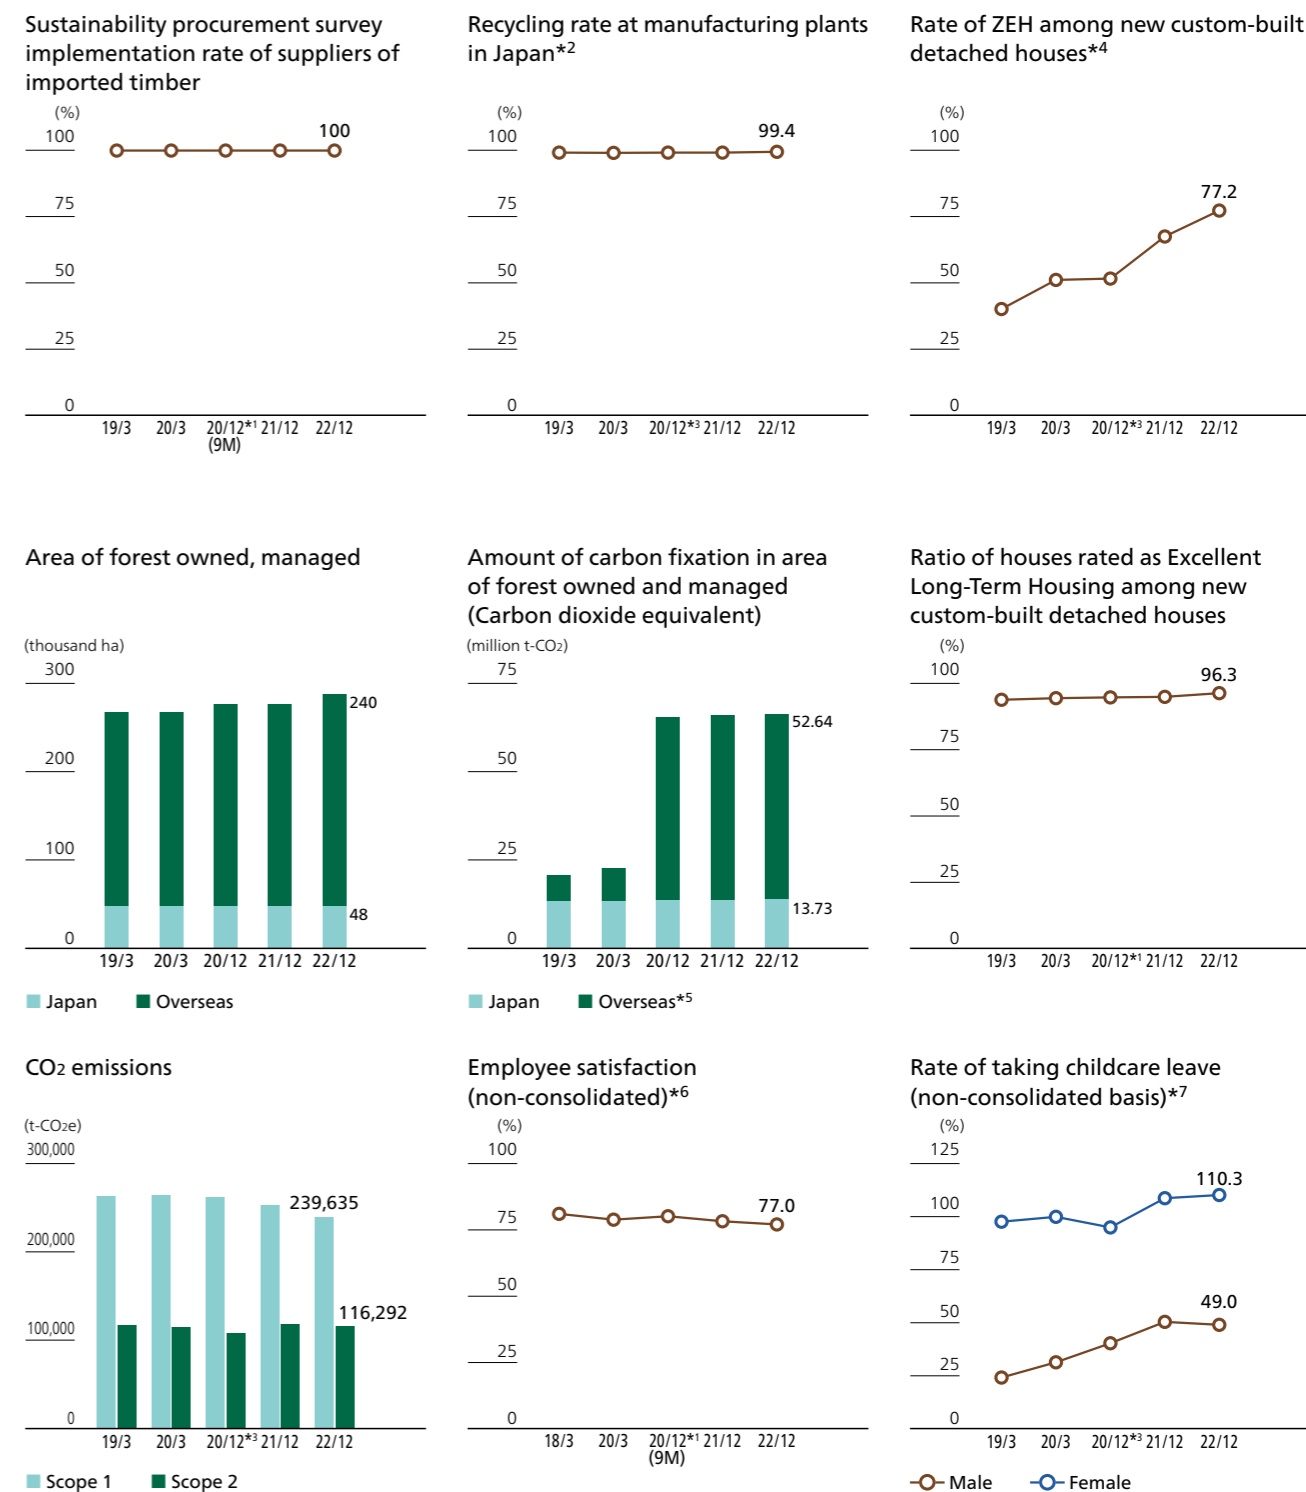 Sustainability procurement survey
implementation rate of suppliers of
imported timber
(%)
100
75
50
25
0
100
19/3 20/3 20/12*1 21/12 22/12
(9M)
Recycling rate at manufacturing plants
in Japan*2
(%)
100
75
50
25
0
99.4
19/3 20/3 20/12*3 21/12 22/12
Rate of ZEH among new custom-built
detached houses*4
(%)
100
75
50
25
0
77.2
19/3 20/3 20/12*3 21/12 22/12
Area of forest owned, managed
(thousand ha)
300
200
100
0
240
48
19/3 20/3 20/12 21/12 22/12
Japan Overseas
Amount of carbon fixation in area
of forest owned and managed
(Carbon dioxide equivalent)
(million t-CO2)
75
50
25
0
52.64
13.73
19/3 20/3 20/12 21/12 22/12
Japan Overseas*5
Ratio of houses rated as Excellent
Long-Term Housing among new
custom-built detached houses
(%)
100
75
50
25
0
96.3
19/3 20/3 20/12*1 21/12 22/12
CO2 emissions
(t-CO2e)
300,000
200,000
100,000
0
239,635
116,292
19/3 20/3 20/12*3 21/12 22/12
Scope 1 Scope 2
Employee satisfaction
(non-consolidated)*6
(%)
100
75
50
25
0
77.0
18/3 20/3 20/12*1 21/12 22/12
(9M)
Rate of taking childcare leave
(non-consolidated basis)*7
(%)
125
100
75
50
25
0
110.3
49.0
19/3 20/3 20/12*3 21/12 22/12
Male Female